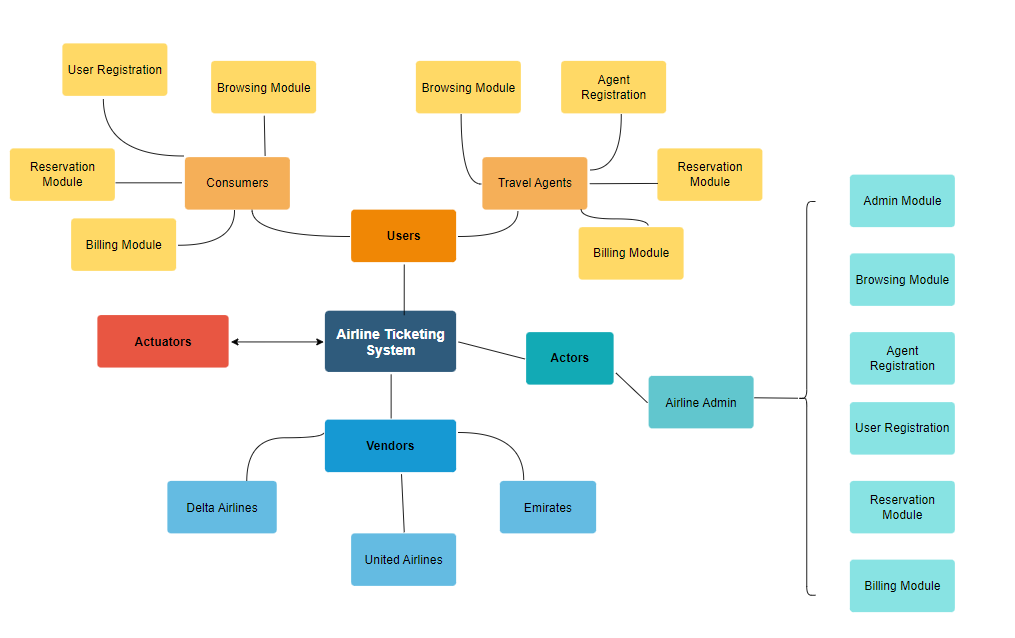 User Registration
Browsing Module
Browsing Module
Agent
Registration
Reservation
Module
Consumers
Travel Agents
Reservation
Module
Admin Module
Billing Module
Users
Billing Module
Browsing Module
Actuators
Airline Ticketing
System
Actors
Agent
Registration
Airline Admin
User Registration
Vendors
Delta Airlines
Emirates
Reservation
Module
United Airlines
Billing Module